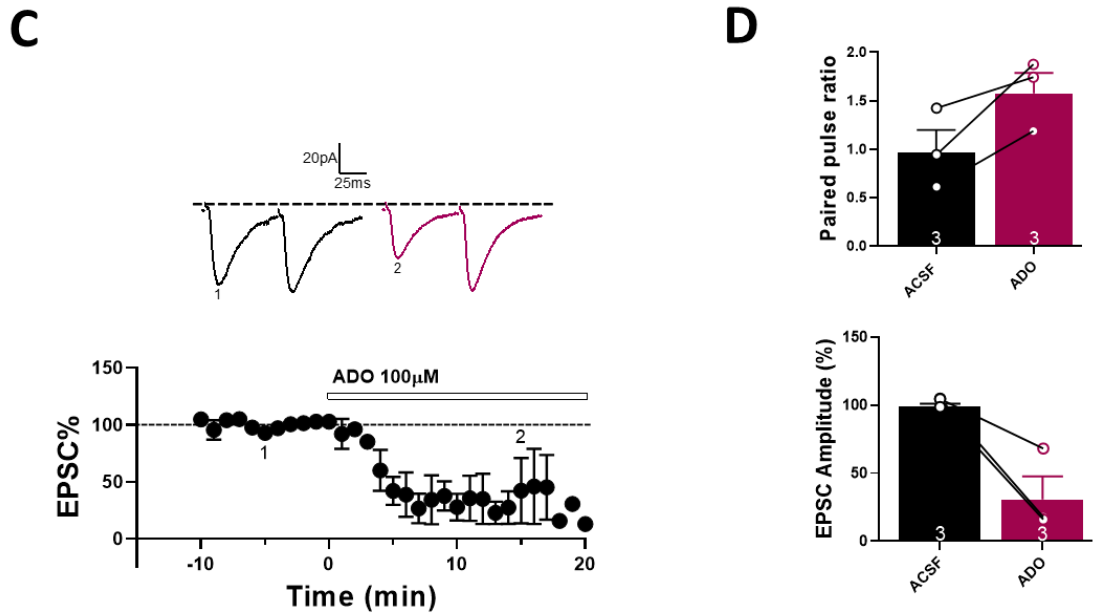 C
20pA
25ms
1
2
EPSC%
150
100
50
0
ADO 100μM
1
2
-10
0
10
20
Time (min)
D
Paired pulse ratio
2.0
1.5
1.0
0.5
0.0
3
3
ACSF
ADO
EPSC Amplitude (%)
150
100
50
0
3
3
ACSF
ADO